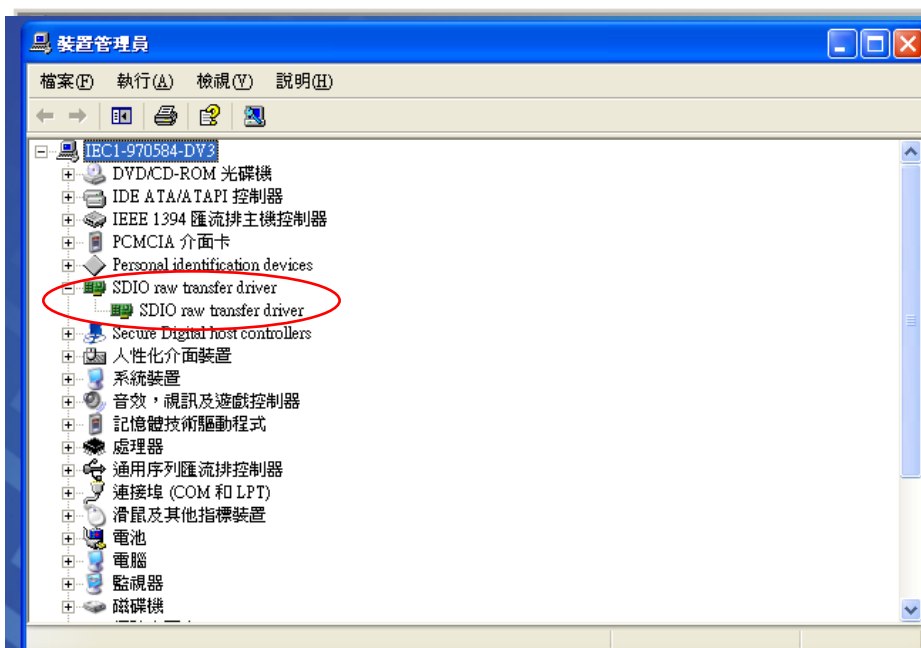 裝置管理員
檔案(F) 執行(A) 檢視(V) 說明(H)
IEC1-970584-DV3
DVD/CD-ROM 光碟機
IDE ATA/ATAPI 控制器
IEEE 1394 匯流排主機控制器
PCMCIA 介面卡
Personal identification devices
SDIO raw transfer driver
SDIO raw transfer driver
Secure Digital host controllers
人性化介面裝置
系統裝置
音效，視訊及遊戲控制器
記憶體技術驅動程式
處理器
通用序列匯流排控制器
連接埠 (COM 和 LPT)
滑鼠及其他指標裝置
電池
電腦
監視器
磁碟機